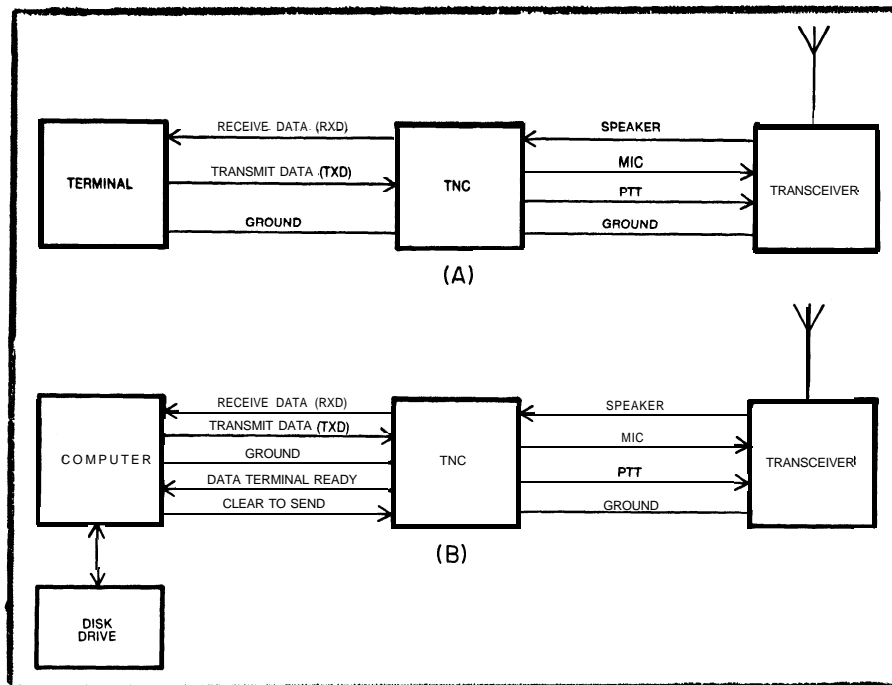 RECEIVE DATA (RXD)
SPEAKER
TERMINAL
TRANSMIT DATA (TXD)
TNC
MIC
PTT
TRANSCEIVER
GROUND
GROUND
(A)
RECEIVE DATA (RXD)
SPEAKER
TRANSMIT DATA (TXD)
MIC
COMPUTER
GROUND
TNC
TRANSCEIVER
DATA TERMINAL READY
PTT
CLEAR TO SEND
GROUND
(B)
DISK
DRIVE